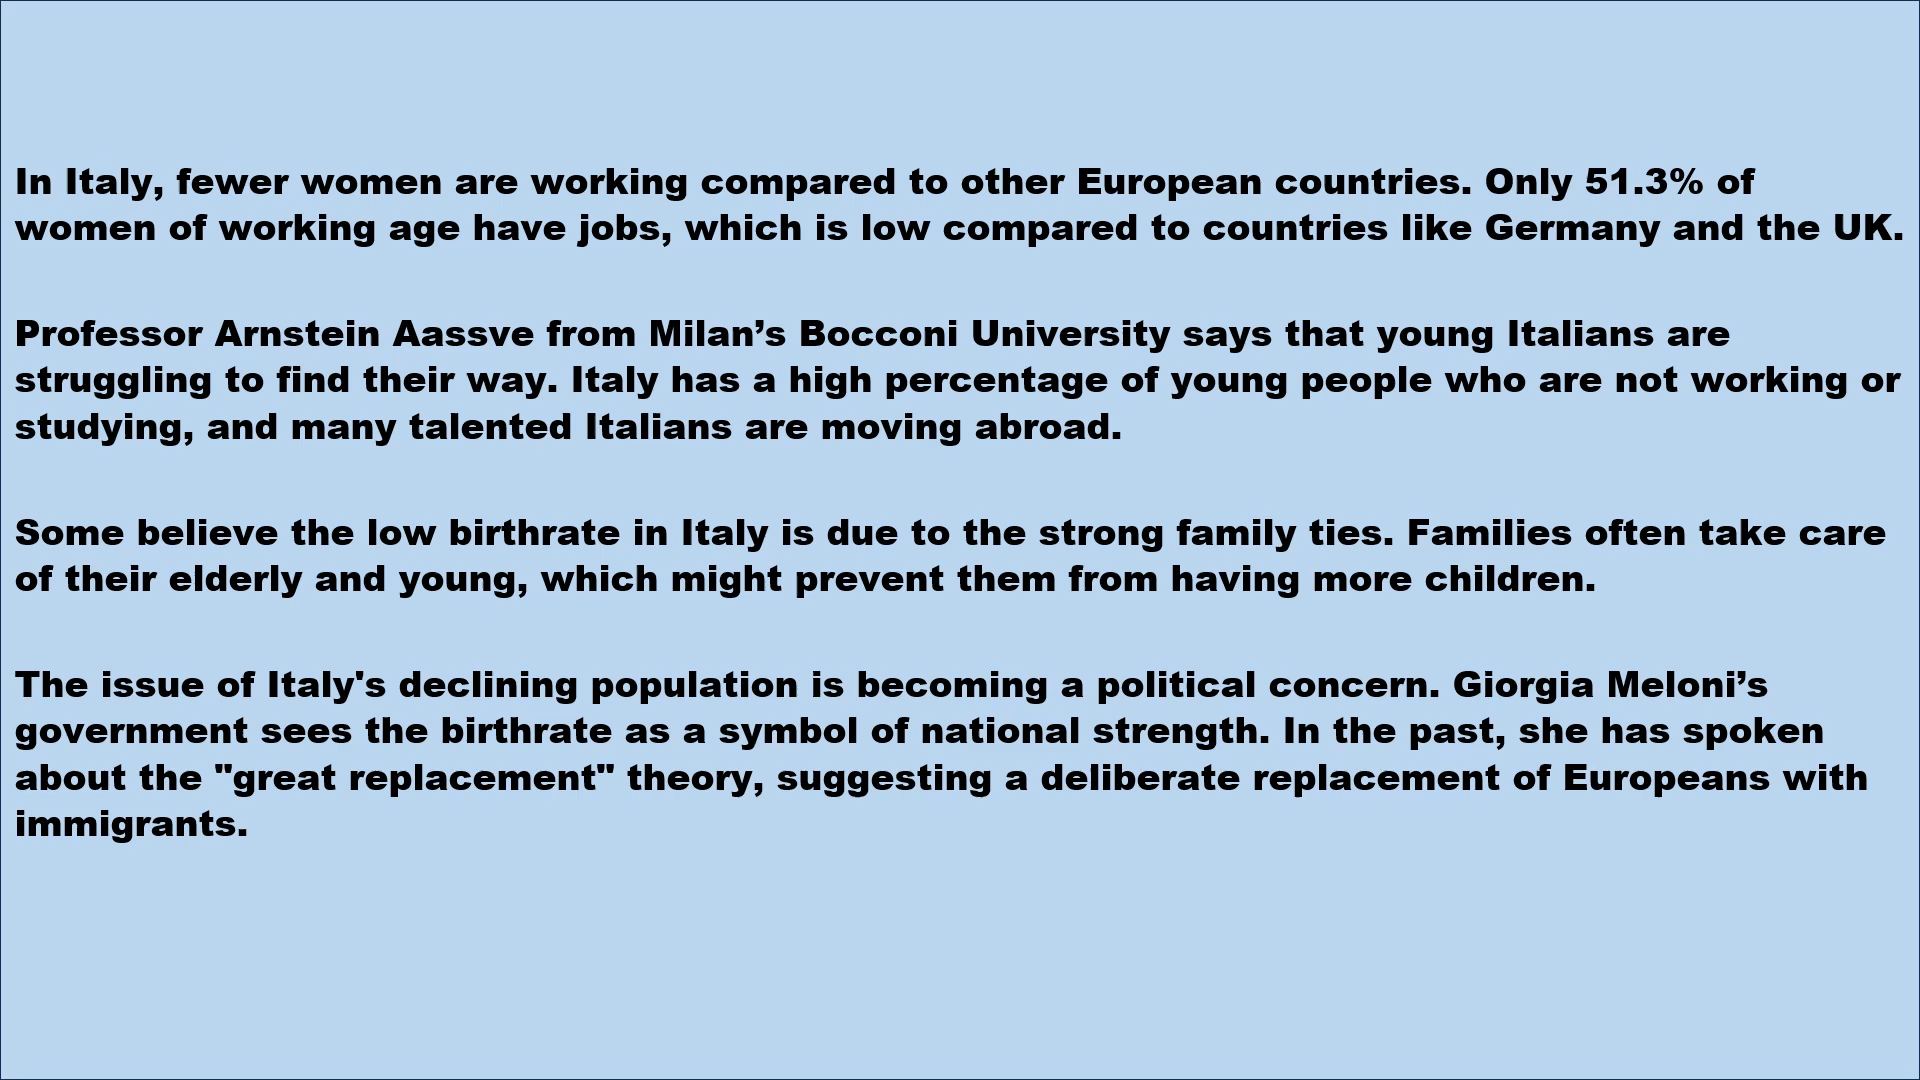 In Italy, fewer women are working compared to other European countries. Only 51.3% of
women of working age have jobs, which is low compared to countries like Germany and the UK.
Professor Arnstein Aassve from Milan’s Bocconi University says that young Italians are
struggling to find their way. Italy has a high percentage of young people who are not working or
studying, and many talented Italians are moving abroad.
Some believe the low birthrate in Italy is due to the strong family ties. Families often take care
of their elderly and young, which might prevent them from having more children.
The issue of Italy's declining population is becoming a political concern. Giorgia Meloni’s
government sees the birthrate as a symbol of national strength. In the past, she has spoken
about the "great replacement" theory, suggesting a deliberate replacement of Europeans with
immigrants.